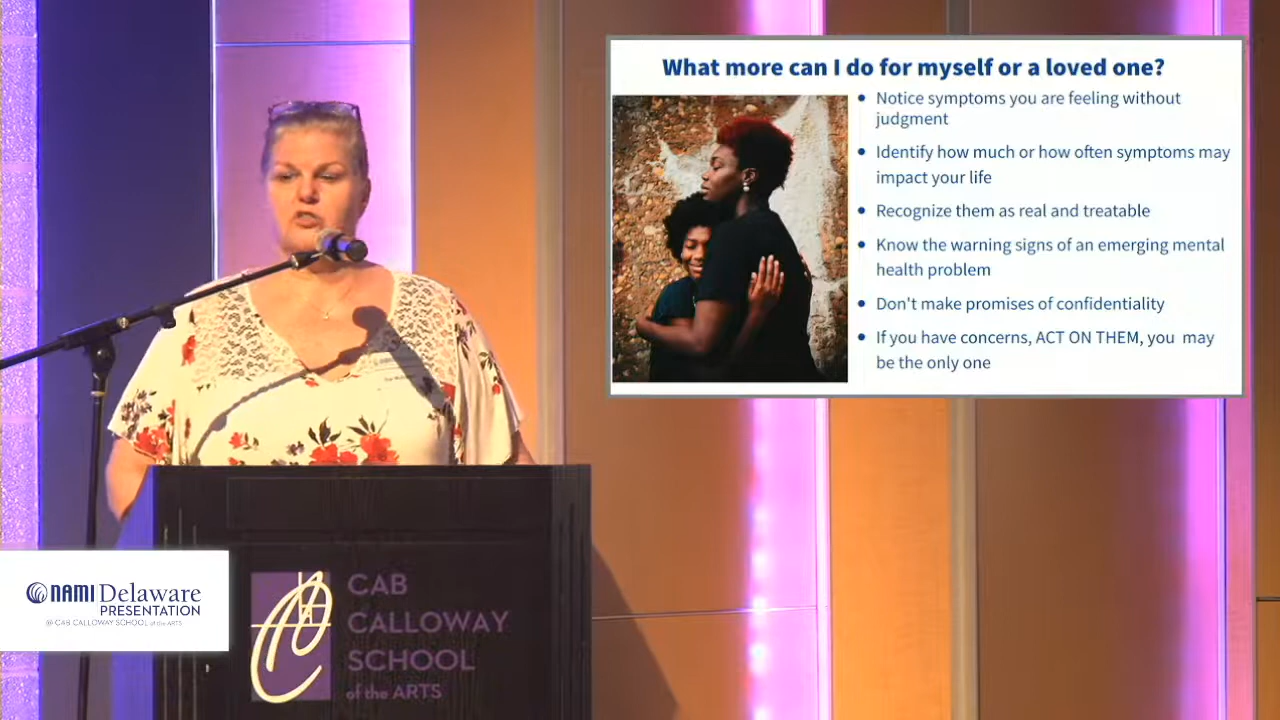 What more can I do for myself or a loved one?
• Notice symptoms you are feeling without
judgment
• Identify how much or how often symptoms may
impact your life
• Recognize them as real and treatable
• Know the warning signs of an emerging mental
health problem
• Don't make promises of confidentiality
• If you have concerns, ACT ON THEM, you may
be the only one
NAMI Delaware
PRESENTATION
@ CAB CALLOWAY SCHOOL of the ARTS
CAB
CALLOWAY
SCHOOL
of the ARTS